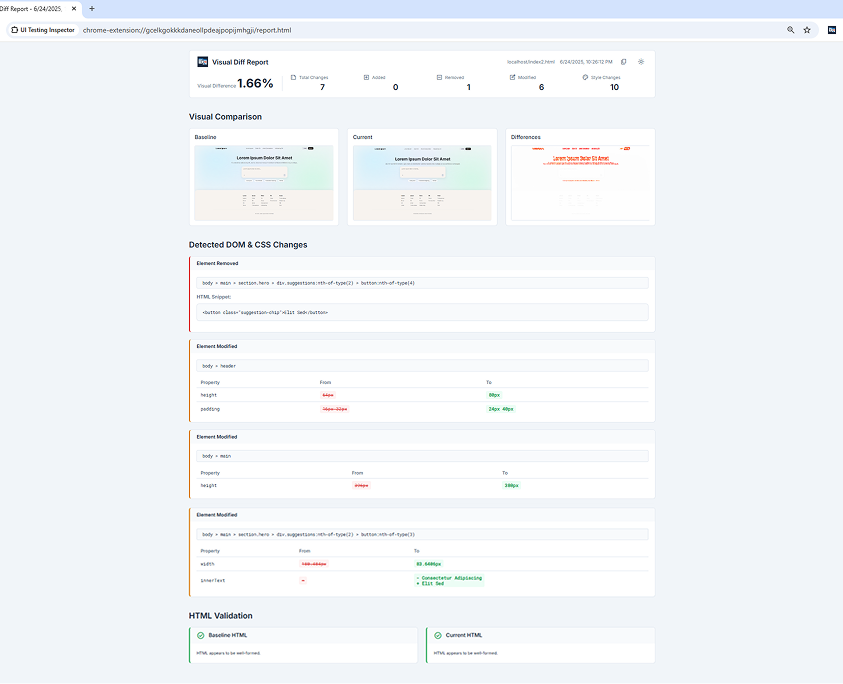 Diff Report - 6/24/2025,
UI Testing Inspector
chrome-extension://gcelkgokkkdaneollpdeajpopijmhgji/report.html
Visual Diff Report
localhost/index2.html 6/24/2025, 10:26:12 PM
Visual Difference 1.66%
Total Changes 7
Added 0
Removed 1
Modified 6
Style Changes 10
Visual Comparison
Baseline
Lorem Ipsum Dolor Sit Amet
Current
Lorem Ipsum Dolor Sit Amet
Differences
Lorem Ipsum Dolor Sit Amet
Detected DOM & CSS Changes
Element Removed
body > main > section.hero > div.suggestions:nth-of-type(2) > button:nth-of-type(4)
HTML Snippet:
<button class="suggestion-chip">Elit Sed</button>
Element Modified
body > header
Property From To
height 64px 80px
padding 16px 32px 24px 40px
Element Modified
body > main
Property From To
height 398px
Element Modified
body > main > section.hero > div.suggestions:nth-of-type(2) > button:nth-of-type(3)
Property From To
width 83.6406px
innerText
- Consectetur Adipiscing
+ Elit Sed
HTML Validation
Baseline HTML
HTML appears to be well-formed.
Current HTML
HTML appears to be well-formed.